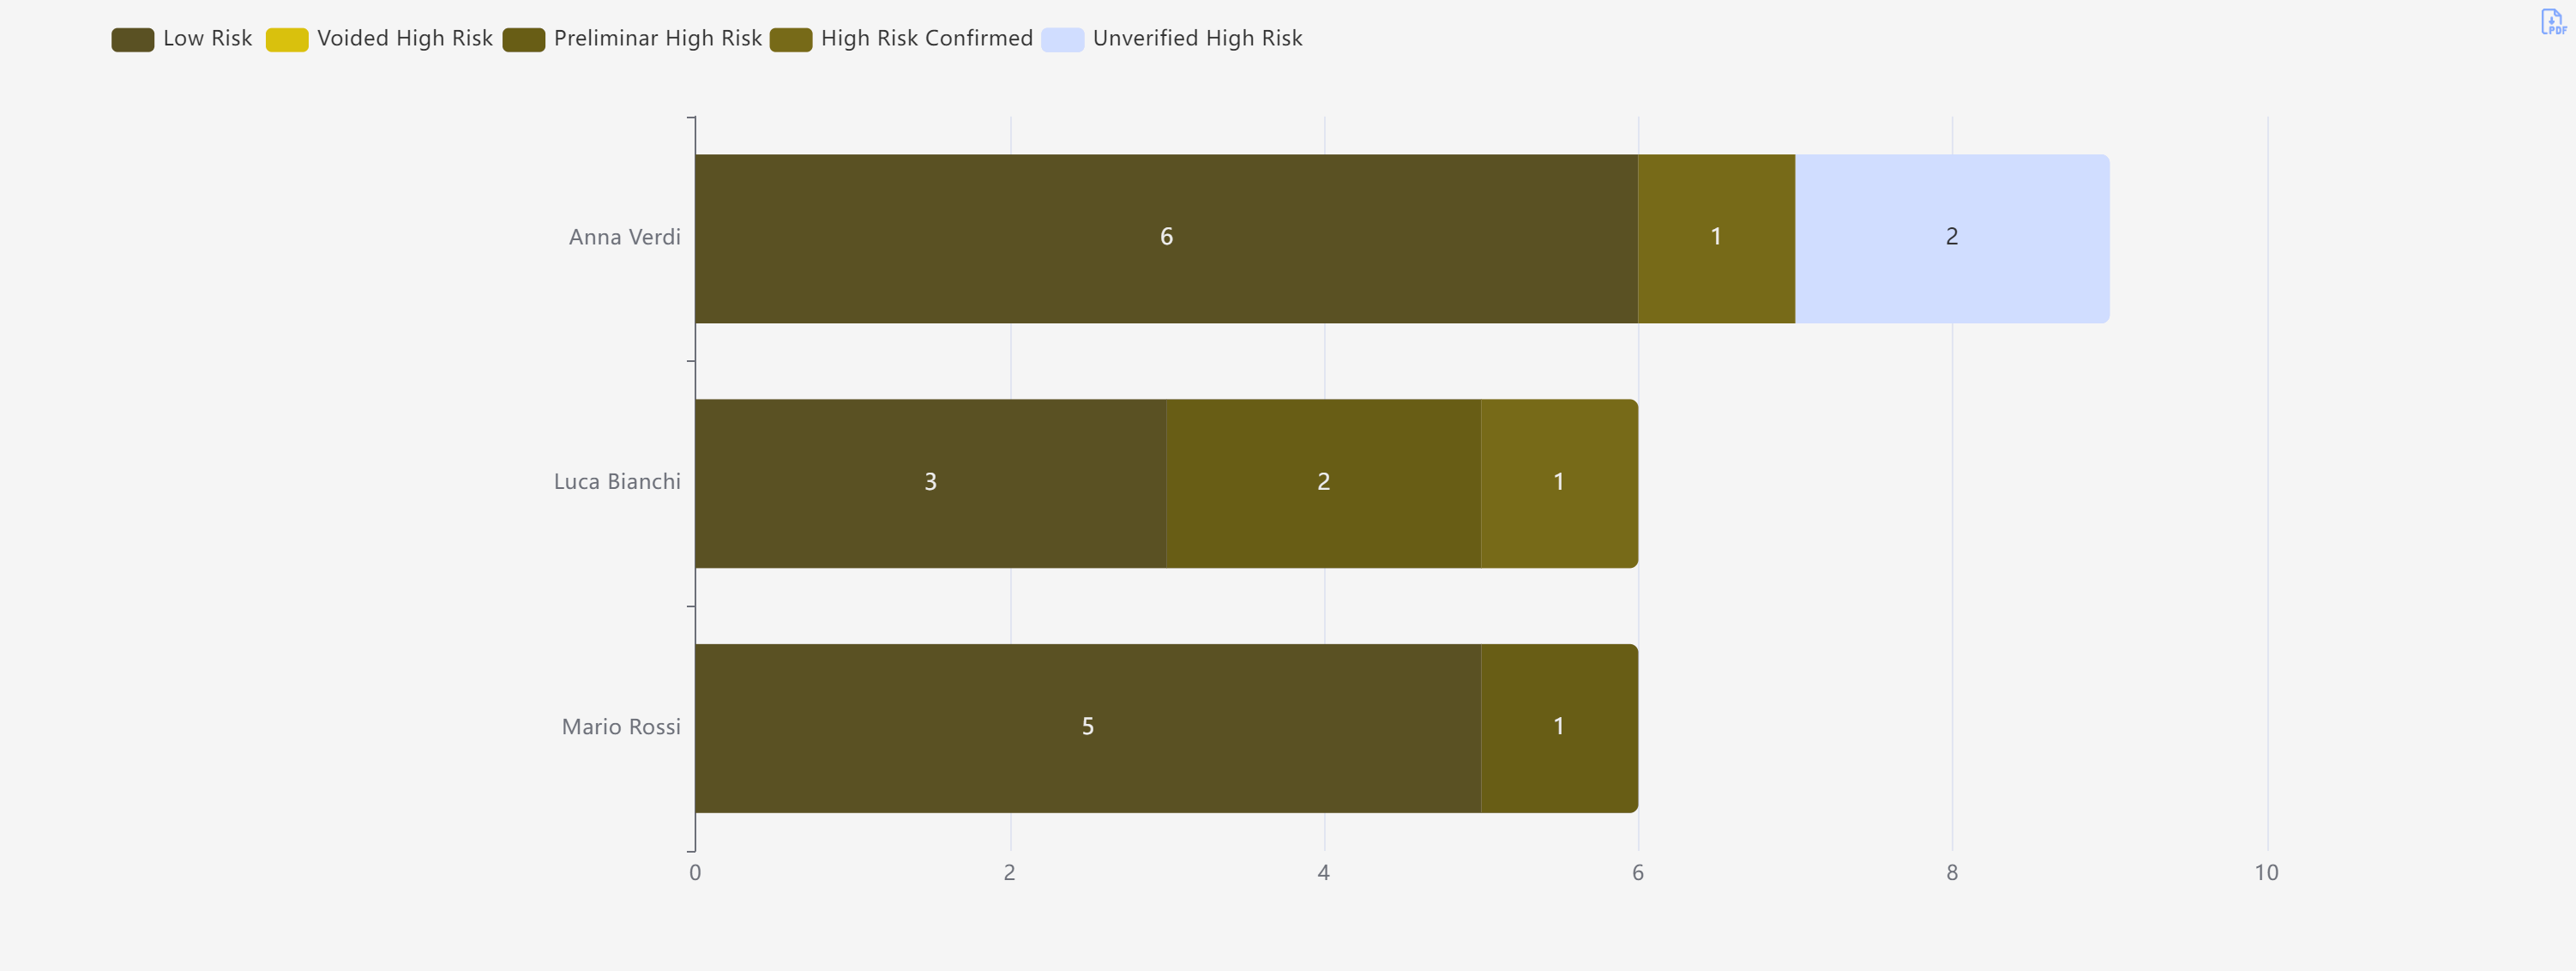 Low Risk Voided High Risk Preliminar High Risk High Risk Confirmed Unverified High Risk
PDF
Anna Verdi 6 1 2
Luca Bianchi 3 2 1
Mario Rossi 5 1
0 2 4 6 8 10